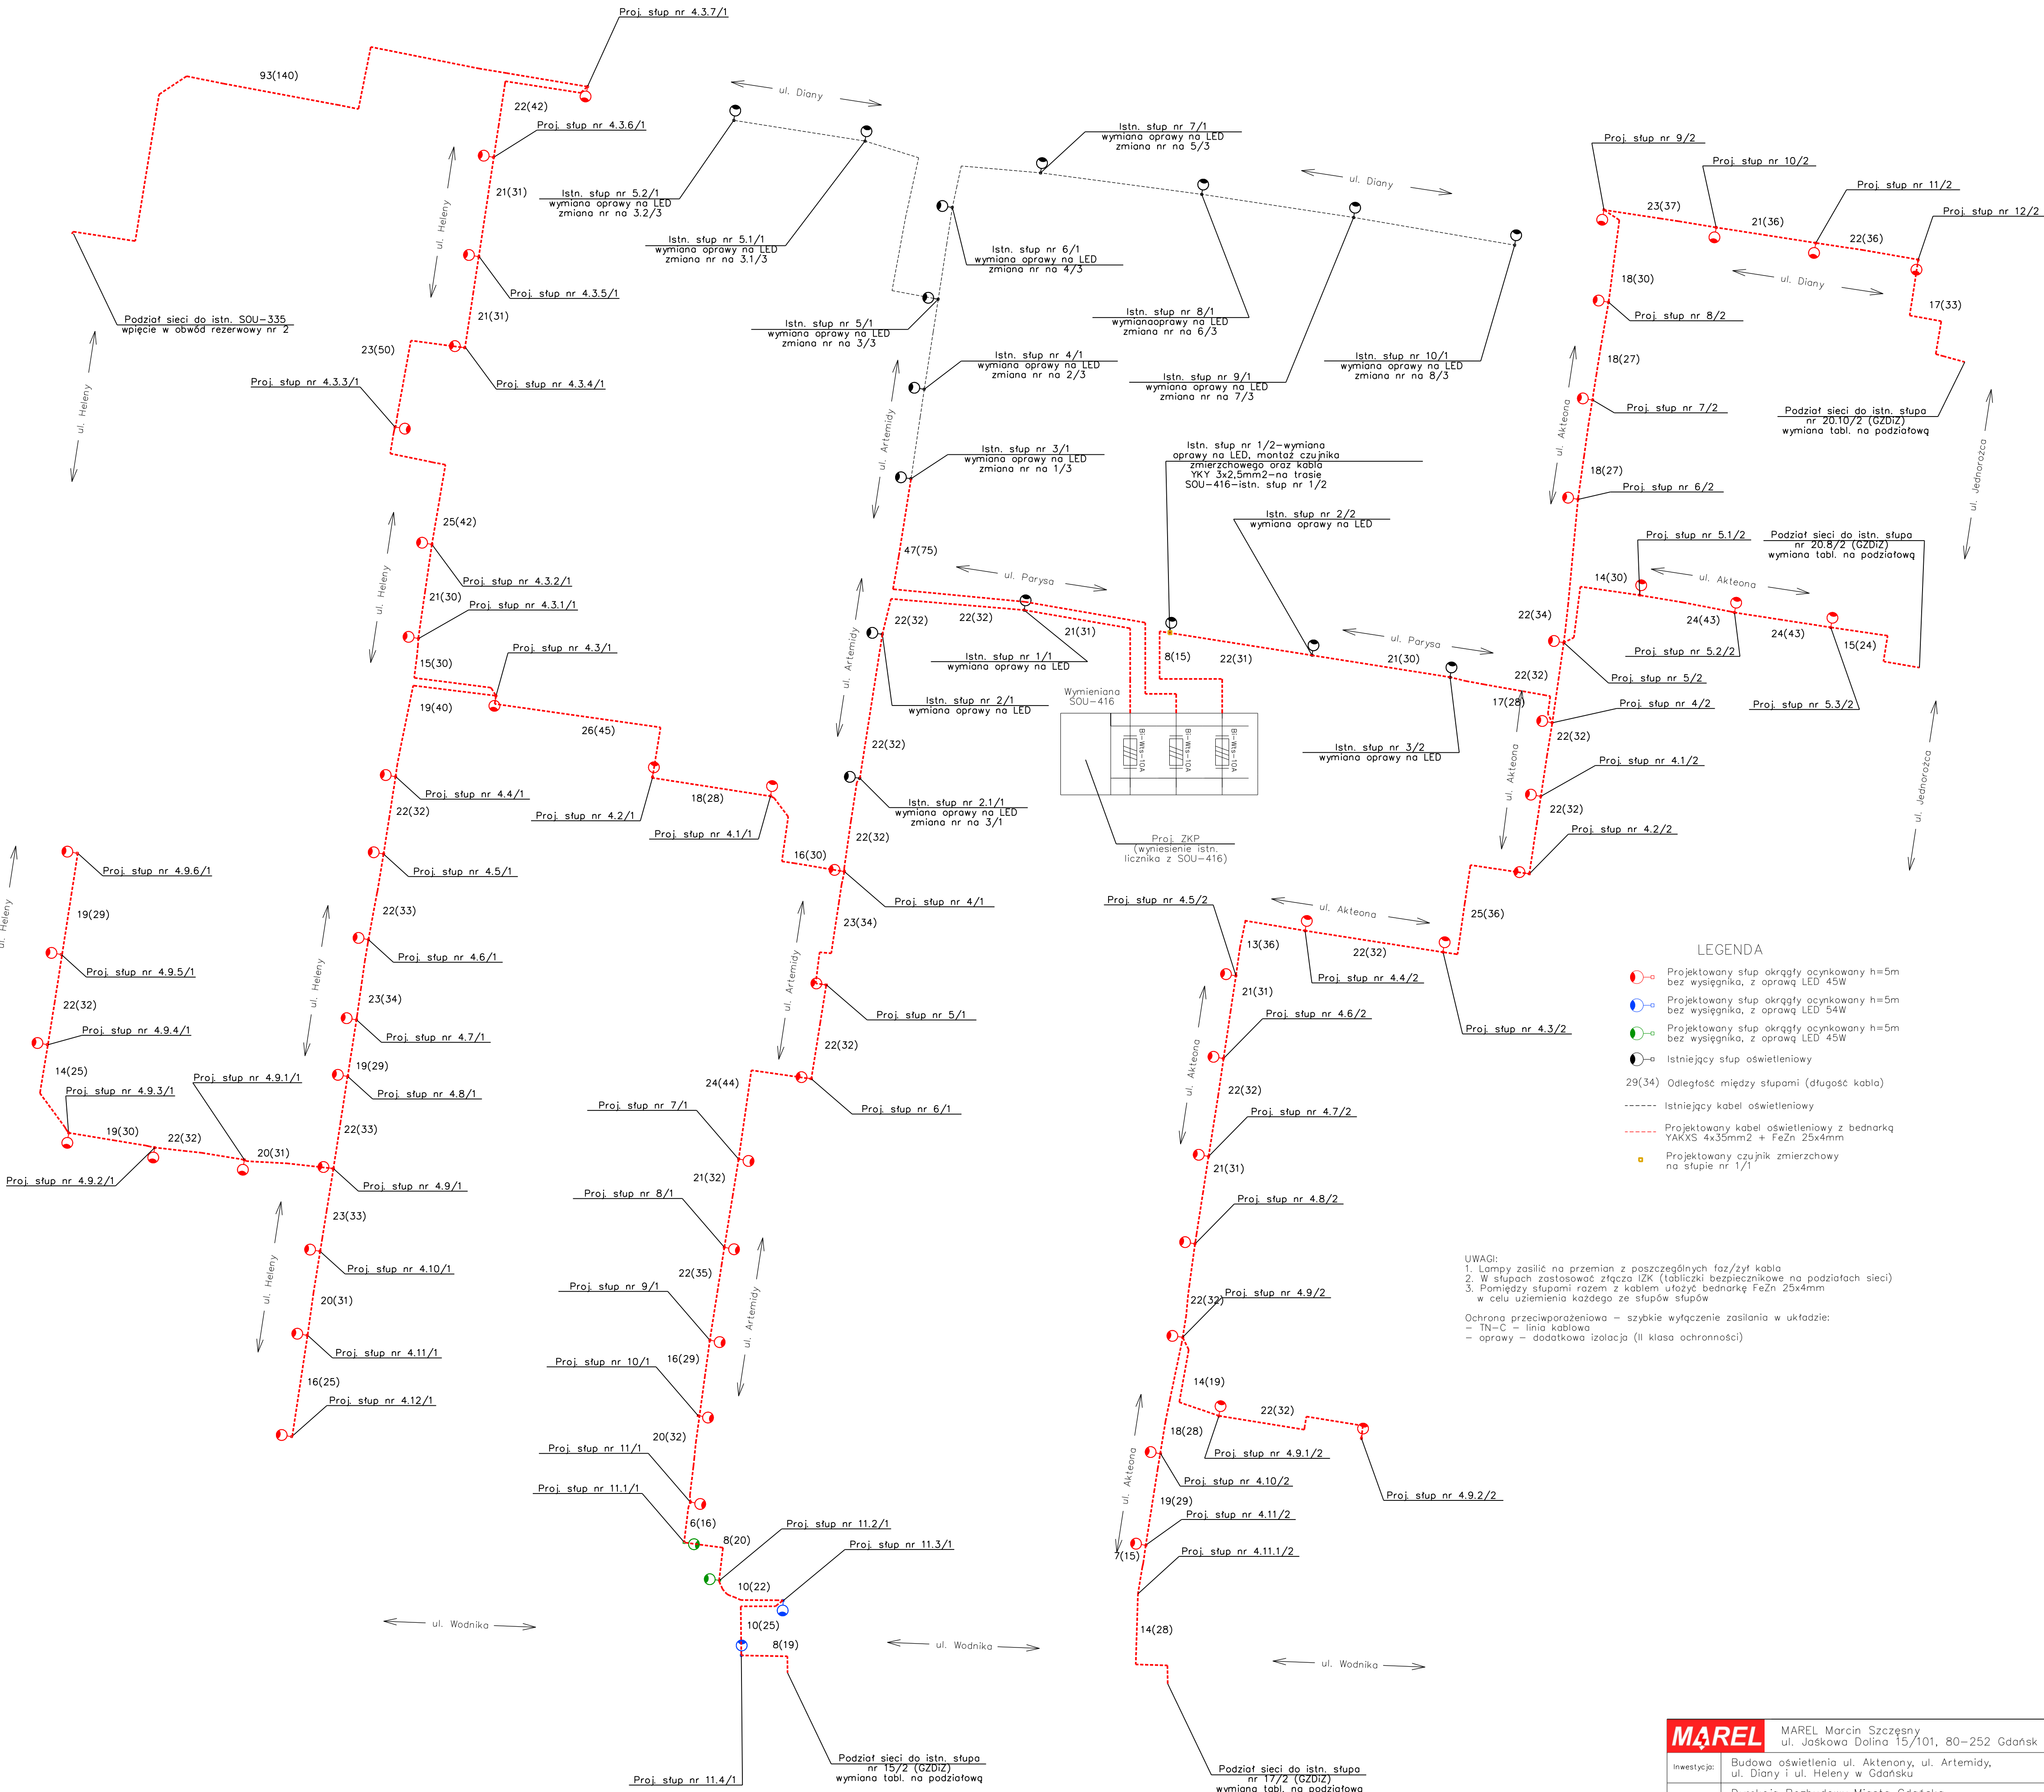 Proj. słup nr 4.3.7/1
93(140)
22(42)
Proj. słup nr 4.3.6/1
ul. Diany
21(31)
ul. Heleny
Istn. słup nr 5.2/1
wymiana oprawy na LED
zmiana nr na 3.2/3
Istn. słup nr 5.1/1
wymiana oprawy na LED
zmiana nr na 3.1/3
Proj. słup nr 4.3.5/1
21(31)
Podział sieci do istn. SOU-335
wpięcie w obwód rezerwowy nr 2
ul. Heleny
23(50)
Proj. słup nr 4.3.3/1
Proj. słup nr 4.3.4/1
Istn. słup nr 7/1
wymiana oprawy na LED
zmiana nr na 5/3
ul. Diany
Istn. słup nr 6/1
wymiana oprawy na LED
zmiana nr na 4/3
Istn. słup nr 5/1
wymiana oprawy na LED
zmiana nr na 3/3
Istn. słup nr 8/1
wymianaoprawy na LED
zmiana nr na 6/3
Istn. słup nr 4/1
wymiana oprawy na LED
zmiana nr na 2/3
Istn. słup nr 9/1
wymiana oprawy na LED
zmiana nr na 7/3
Istn. słup nr 10/1
wymiana oprawy na LED
zmiana nr na 8/3
ul. Artemidy
Istn. słup nr 3/1
wymiana oprawy na LED
zmiana nr na 1/3
Istn. słup nr 1/2-wymiana
oprawy na LED, montaż czujnika
zmierzchowego oraz kabla
YKY 3x2,5mm2-na trasie
SOU-416-istn. słup nr 1/2
Istn. słup nr 2/2
wymiana oprawy na LED
Proj. słup nr 9/2
Proj. słup nr 10/2
Proj. słup nr 11/2
Proj. słup nr 12/2
23(37)
21(36)
22(36)
18(30)
ul. Diany
17(33)
Proj. słup nr 8/2
18(27)
ul. Akteona
Proj. słup nr 7/2
Podział sieci do istn. słupa
nr 20.10/2 (GZDiZ)
wymiana tabl. na podziałową
18(27)
Proj. słup nr 6/2
ul. Jednorożca
Proj. słup nr 5.1/2
Podział sieci do istn. słupa
nr 20.8/2 (GZDiZ)
wymiana tabl. na podziałową
14(30)
ul. Akteona
22(34)
24(43)
24(43)
15(24)
Proj. słup nr 5.2/2
Proj. słup nr 5/2
Proj. słup nr 5.3/2
22(32)
Proj. słup nr 4/2
17(28)
22(32)
ul. Akteona
Proj. słup nr 4.1/2
22(32)
Proj. słup nr 4.2/2
ul. Jednorożca
25(42)
ul. Heleny
Proj. słup nr 4.3.2/1
21(30)
Proj. słup nr 4.3.1/1
15(30)
Proj. słup nr 4.3/1
19(40)
26(45)
Proj. słup nr 4.4/1
22(32)
Proj. słup nr 4.2/1
18(28)
Proj. słup nr 4.1/1
16(30)
47(75)
ul. Parysa
22(32)
22(32)
21(31)
ul. Artemidy
Istn. słup nr 1/1
wymiana oprawy na LED
8(15)
22(31)
ul. Parysa
21(30)
Istn. słup nr 2/1
wymiana oprawy na LED
Wymieniana
SOU-416
Bi-Wts-10A
Bi-Wts-10A
Bi-Wts-10A
Istn. słup nr 3/2
wymiana oprawy na LED
22(32)
Istn. słup nr 2.1/1
wymiana oprawy na LED
zmiana nr na 3/1
Proj. ZKP
(wyniesienie istn.
licznika z SOU-416)
22(32)
Proj. słup nr 4/1
23(34)
ul. Artemidy
Proj. słup nr 5/1
22(32)
Proj. słup nr 6/1
24(44)
Proj. słup nr 7/1
21(32)
Proj. słup nr 8/1
22(35)
ul. Artemidy
Proj. słup nr 9/1
16(29)
Proj. słup nr 10/1
20(32)
Proj. słup nr 11/1
Proj. słup nr 11.1/1
6(16)
8(20)
Proj. słup nr 11.2/1
Proj. słup nr 11.3/1
10(22)
10(25)
8(19)
ul. Wodnika
ul. Wodnika
ul. Wodnika
Podział sieci do istn. słupa
nr 15/2 (GZDiZ)
wymiana tabl. na podziałową
Proj. słup nr 11.4/1
Proj. słup nr 4.9.6/1
Proj. słup nr 4.5/1
ul. Heleny
19(29)
22(33)
Proj. słup nr 4.9.5/1
Proj. słup nr 4.6/1
22(32)
ul. Heleny
23(34)
Proj. słup nr 4.9.4/1
Proj. słup nr 4.7/1
14(25)
19(29)
Proj. słup nr 4.9.3/1
Proj. słup nr 4.9.1/1
Proj. słup nr 4.8/1
19(30)
22(32)
22(33)
20(31)
Proj. słup nr 4.9.2/1
Proj. słup nr 4.9/1
23(33)
ul. Heleny
Proj. słup nr 4.10/1
20(31)
Proj. słup nr 4.11/1
16(25)
Proj. słup nr 4.12/1
Proj. słup nr 4.5/2
ul. Akteona
25(36)
13(36)
22(32)
Proj. słup nr 4.4/2
21(31)
Proj. słup nr 4.6/2
Proj. słup nr 4.3/2
ul. Akteona
22(32)
Proj. słup nr 4.7/2
21(31)
Proj. słup nr 4.8/2
22(32)
Proj. słup nr 4.9/2
14(19)
22(32)
18(28)
Proj. słup nr 4.9.1/2
ul. Akteona
Proj. słup nr 4.10/2
Proj. słup nr 4.9.2/2
19(29)
Proj. słup nr 4.11/2
7(15)
Proj. słup nr 4.11.1/2
14(28)
Podział sieci do istn. słupa
nr 17/2 (GZDiZ)
wymiana tabl. na podziałową
LEGENDA
Projektowany słup okrągły ocynkowany h=5m
bez wysięgnika, z oprawą LED 45W
Projektowany słup okrągły ocynkowany h=5m
bez wysięgnika, z oprawą LED 54W
Projektowany słup okrągły ocynkowany h=5m
bez wysięgnika, z oprawą LED 45W
Istniejący słup oświetleniowy
29(34) Odległość między słupami (długość kabla)
Istniejący kabel oświetleniowy
Projektowany kabel oświetleniowy z bednarką
YAKXS 4x35mm2 + FeZn 25x4mm
Projektowany czujnik zmierzchowy
na słupie nr 1/1
UWAGI:
1. Lampy zasilić na przemian z poszczególnych faz/żył kabla
2. W słupach zastosować złącza IZK (tabliczki bezpiecznikowe na podziałach sieci)
3. Pomiędzy słupami razem z kablem ułożyć bednarkę FeZn 25x4mm
w celu uziemienia każdego ze słupów słupów
Ochrona przeciwporażeniowa – szybkie wyłączenie zasilania w układzie:
– TN-C – linia kablowa
– oprawy – dodatkowa izolacja (II klasa ochronności)
MAREL
MAREL Marcin Szczęsny
ul. Jaśkowa Dolina 15/101, 80-252 Gdańsk
Inwestycja:
Budowa oświetlenia ul. Aktenony, ul. Artemidy,
ul. Diany i ul. Heleny w Gdańsku